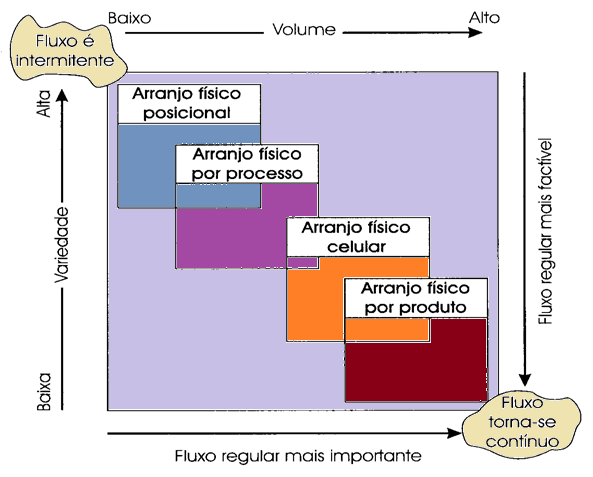 Baixo
Volume
Alto
Fluxo é
intermitente
Alta
Variedade
Baixa
Arranjo físico
posicional
Arranjo físico
por processo
Arranjo físico
celular
Arranjo físico
por produto
Fluxo regular mais factível
Fluxo
torna-se
contínuo
Fluxo regular mais importante